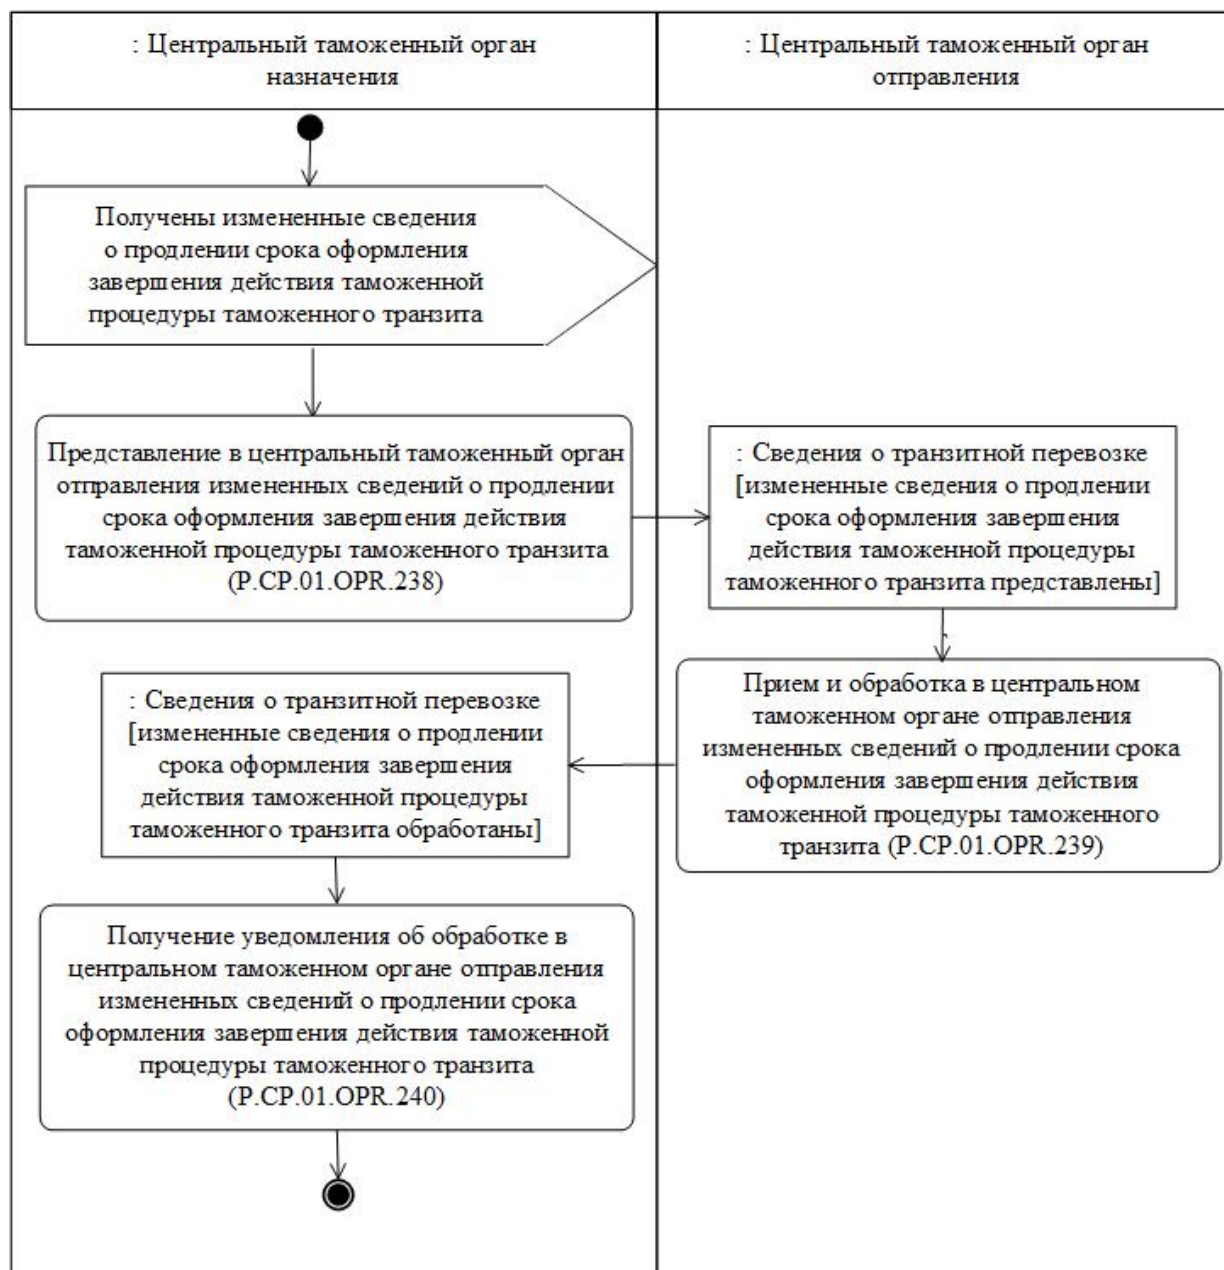 : Центральный таможенный орган
назначения
: Центральный таможенный орган
отправления
Получены измененные сведения
о продлении срока оформления
завершения действия таможенной
процедуры таможенного транзита
Представление в центральный таможенный орган
отправления измененных сведений о продлении
срока оформления завершения действия
таможенной процедуры таможенного транзита
(P.CP.01.OPR.238)
: Сведения о транзитной перевозке
[измененные сведения о продлении
срока оформления завершения
действия таможенной процедуры
таможенного транзита представлены]
Прием и обработка в центральном
таможенном органе отправления
измененных сведений о продлении срока
оформления завершения действия
таможенной процедуры таможенного
транзита (P.CP.01.OPR.239)
: Сведения о транзитной перевозке
[измененные сведения о продлении
срока оформления завершения
действия таможенной процедуры
таможенного транзита обработаны]
Получение уведомления об обработке в
центральном таможенном органе отправления
измененных сведений о продлении срока
оформления завершения действия таможенной
процедуры таможенного транзита
(P.CP.01.OPR.240)